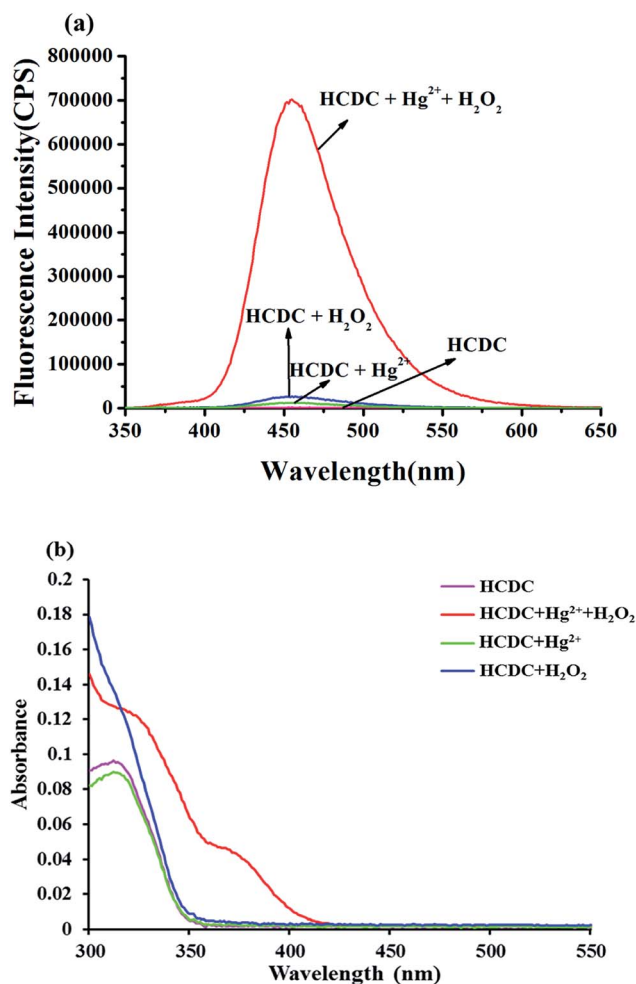 (a)
Fluorescence Intensity(CPS)
800000
700000
600000
500000
400000
300000
200000
100000
0
HCDC + Hg²⁺ + H₂O₂
HCDC + H₂O₂
HCDC + Hg²⁺
HCDC
350 400 450 500 550 600 650
Wavelength(nm)
(b)
Absorbance
0.2
0.18
0.16
0.14
0.12
0.1
0.08
0.06
0.04
0.02
0
HCDC
HCDC+Hg²⁺+H₂O₂
HCDC+Hg²⁺
HCDC+H₂O₂
300 350 400 450 500 550
Wavelength (nm)